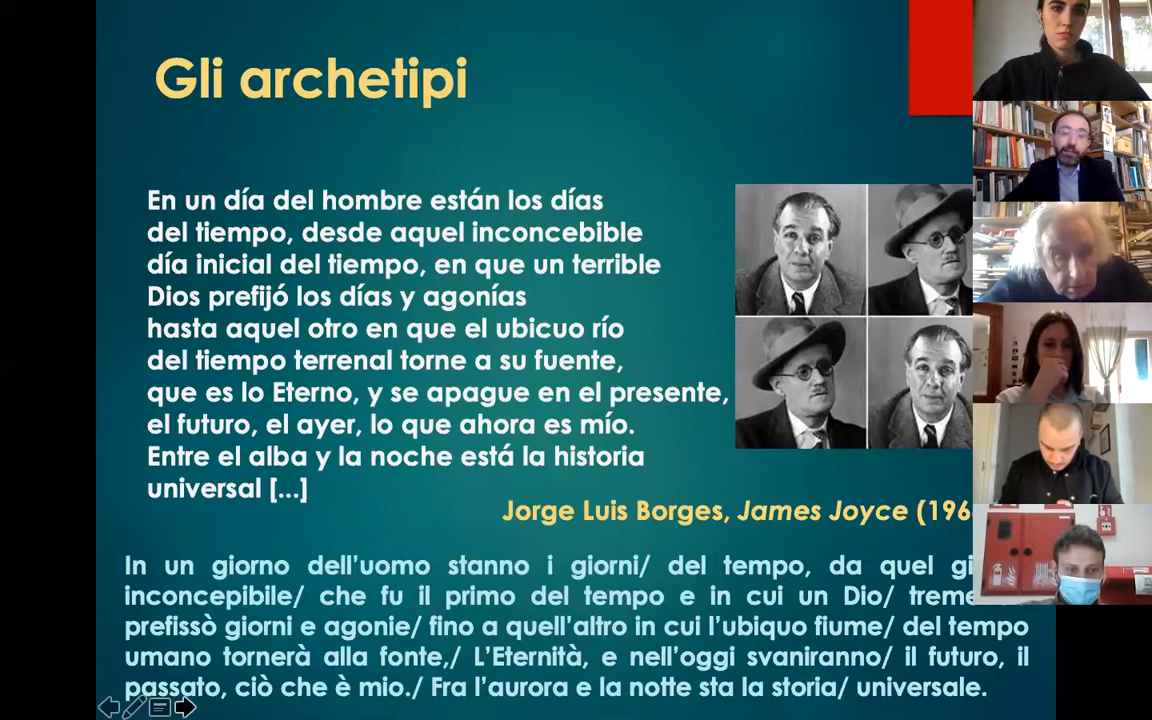 Gli archetipi
En un día del hombre están los días
del tiempo, desde aquel inconcebible
día inicial del tiempo, en que un terrible
Dios prefijó los días y agonías
hasta aquel otro en que el ubicuo río
del tiempo terrenal torne a su fuente,
que es lo Eterno, y se apague en el presente,
el futuro, el ayer, lo que ahora es mío.
Entre el alba y la noche está la historia
universal [...]
Jorge Luis Borges, James Joyce (196
In un giorno dell’uomo stanno i giorni/ del tempo, da quel gi
inconcepibile/ che fu il primo del tempo e in cui un Dio/ treme
prefissò giorni e agonie/ fino a quell’altro in cui l’ubiquo fiume/ del tempo
umano tornerà alla fonte,/ L’Eternità, e nell’oggi svaniranno/ il futuro, il
passato, ciò che è mio./ Fra l’aurora e la notte sta la storia/ universale.